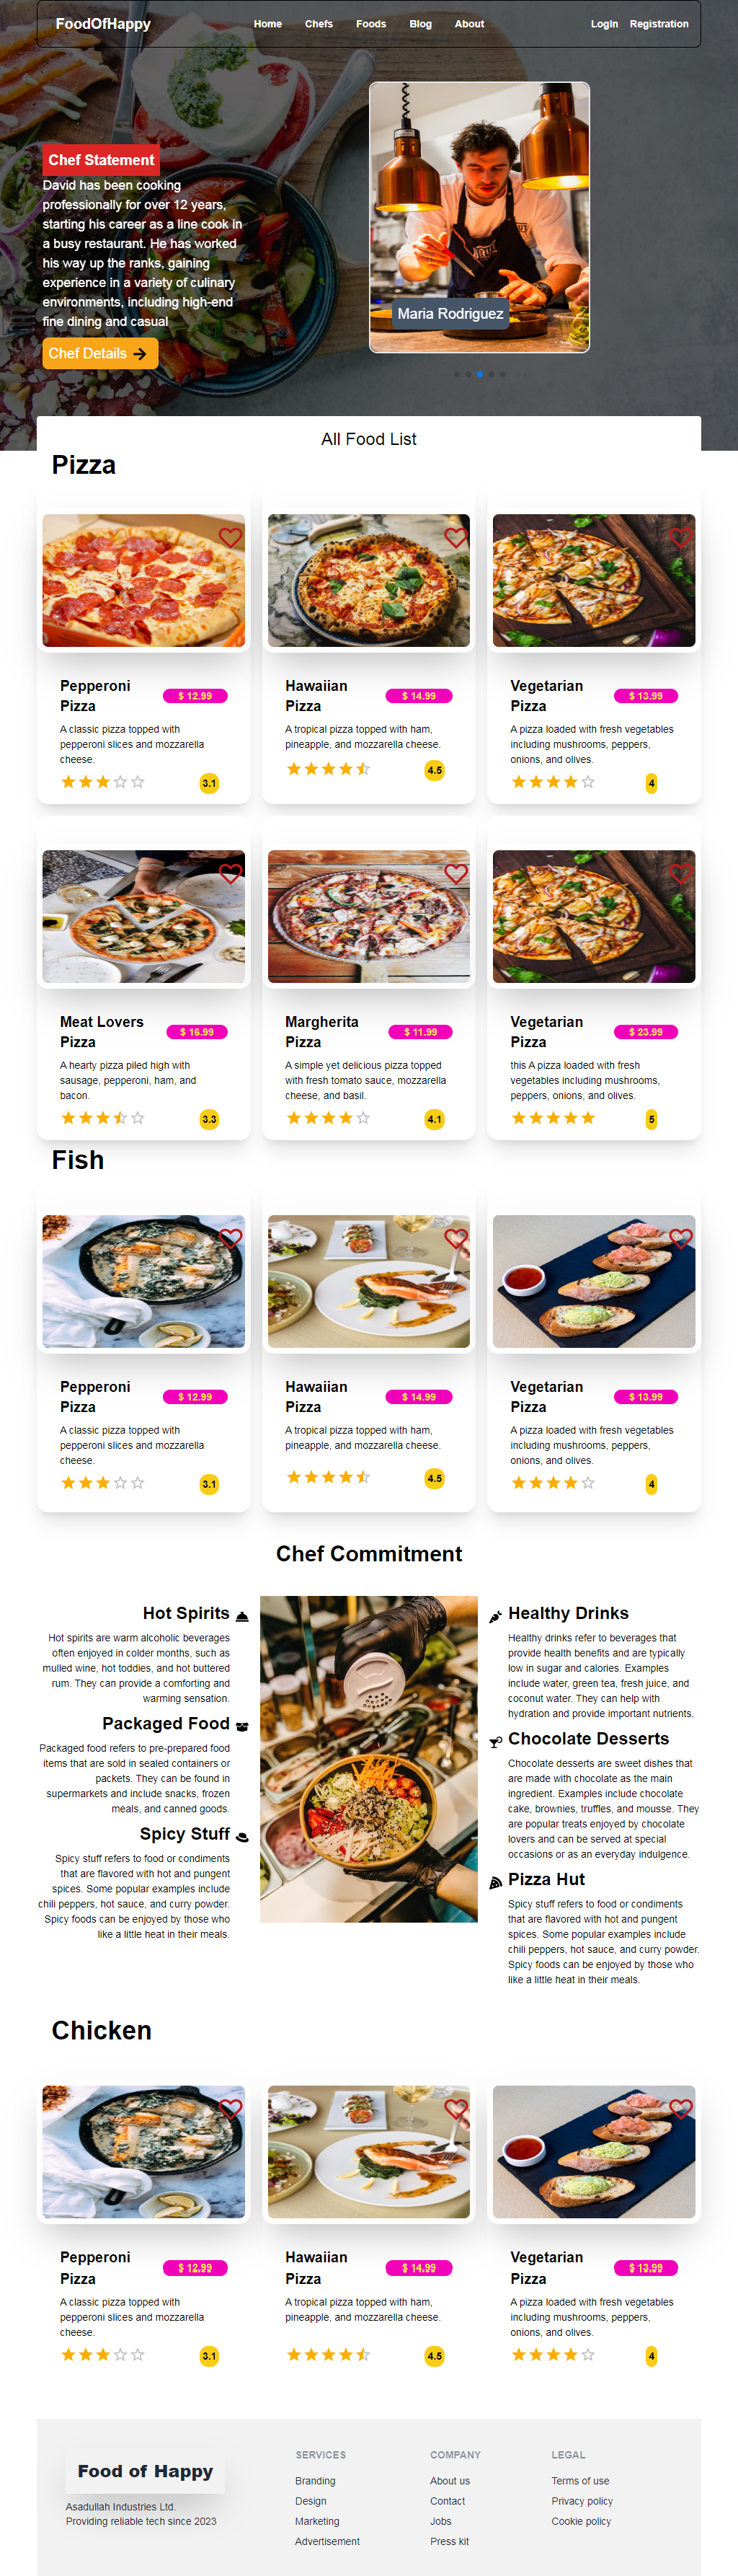 FoodOfHappy
Home Chefs Foods Blog About
Login Registration
Chef Statement
David has been cooking
professionally for over 12 years,
starting his career as a line cook in
a busy restaurant. He has worked
his way up the ranks, gaining
experience in a variety of culinary
environments, including high-end
fine dining and casual
Chef Details
Maria Rodriguez
All Food List
Pizza
Pepperoni
Pizza
$ 12.99
A classic pizza topped with
pepperoni slices and mozzarella
cheese.
3.1
Hawaiian
Pizza
$ 14.99
A tropical pizza topped with ham,
pineapple, and mozzarella cheese.
4.5
Vegetarian
Pizza
$ 13.99
A pizza loaded with fresh vegetables
including mushrooms, peppers,
onions, and olives.
4
Meat Lovers
Pizza
$ 16.99
A hearty pizza piled high with
sausage, pepperoni, ham, and
bacon.
3.3
Margherita
Pizza
$ 11.99
A simple yet delicious pizza topped
with fresh tomato sauce, mozzarella
cheese, and basil.
4.1
Vegetarian
Pizza
$ 23.99
this A pizza loaded with fresh
vegetables including mushrooms,
peppers, onions, and olives.
5
Fish
Pepperoni
Pizza
$ 12.99
A classic pizza topped with
pepperoni slices and mozzarella
cheese.
3.1
Hawaiian
Pizza
$ 14.99
A tropical pizza topped with ham,
pineapple, and mozzarella cheese.
4.5
Vegetarian
Pizza
$ 13.99
A pizza loaded with fresh vegetables
including mushrooms, peppers,
onions, and olives.
4
Chef Commitment
Hot Spirits
Hot spirits are warm alcoholic beverages
often enjoyed in colder months, such as
mulled wine, hot toddies, and hot buttered
rum. They can provide a comforting and
warming sensation.
Packaged Food
Packaged food refers to pre-prepared food
items that are sold in sealed containers or
packets. They can be found in
supermarkets and include snacks, frozen
meals, and canned goods.
Spicy Stuff
Spicy stuff refers to food or condiments
that are flavored with hot and pungent
spices. Some popular examples include
chili peppers, hot sauce, and curry powder.
Spicy foods can be enjoyed by those who
like a little heat in their meals.
Healthy Drinks
Healthy drinks refer to beverages that
provide health benefits and are typically
low in sugar and calories. Examples
include water, green tea, fresh juice, and
coconut water. They can help with
hydration and provide important nutrients.
Chocolate Desserts
Chocolate desserts are sweet dishes that
are made with chocolate as the main
ingredient. Examples include chocolate
cake, brownies, truffles, and mousse. They
are popular treats enjoyed by chocolate
lovers and can be served at special
occasions or as an everyday indulgence.
Pizza Hut
Spicy stuff refers to food or condiments
that are flavored with hot and pungent
spices. Some popular examples include
chili peppers, hot sauce, and curry powder.
Spicy foods can be enjoyed by those who
like a little heat in their meals.
Chicken
Pepperoni
Pizza
$ 12.99
A classic pizza topped with
pepperoni slices and mozzarella
cheese.
3.1
Hawaiian
Pizza
$ 14.99
A tropical pizza topped with ham,
pineapple, and mozzarella cheese.
4.5
Vegetarian
Pizza
$ 13.99
A pizza loaded with fresh vegetables
including mushrooms, peppers,
onions, and olives.
4
Food of Happy
Asadullah Industries Ltd.
Providing reliable tech since 2023
SERVICES
Branding
Design
Marketing
Advertisement
COMPANY
About us
Contact
Jobs
Press kit
LEGAL
Terms of use
Privacy policy
Cookie policy